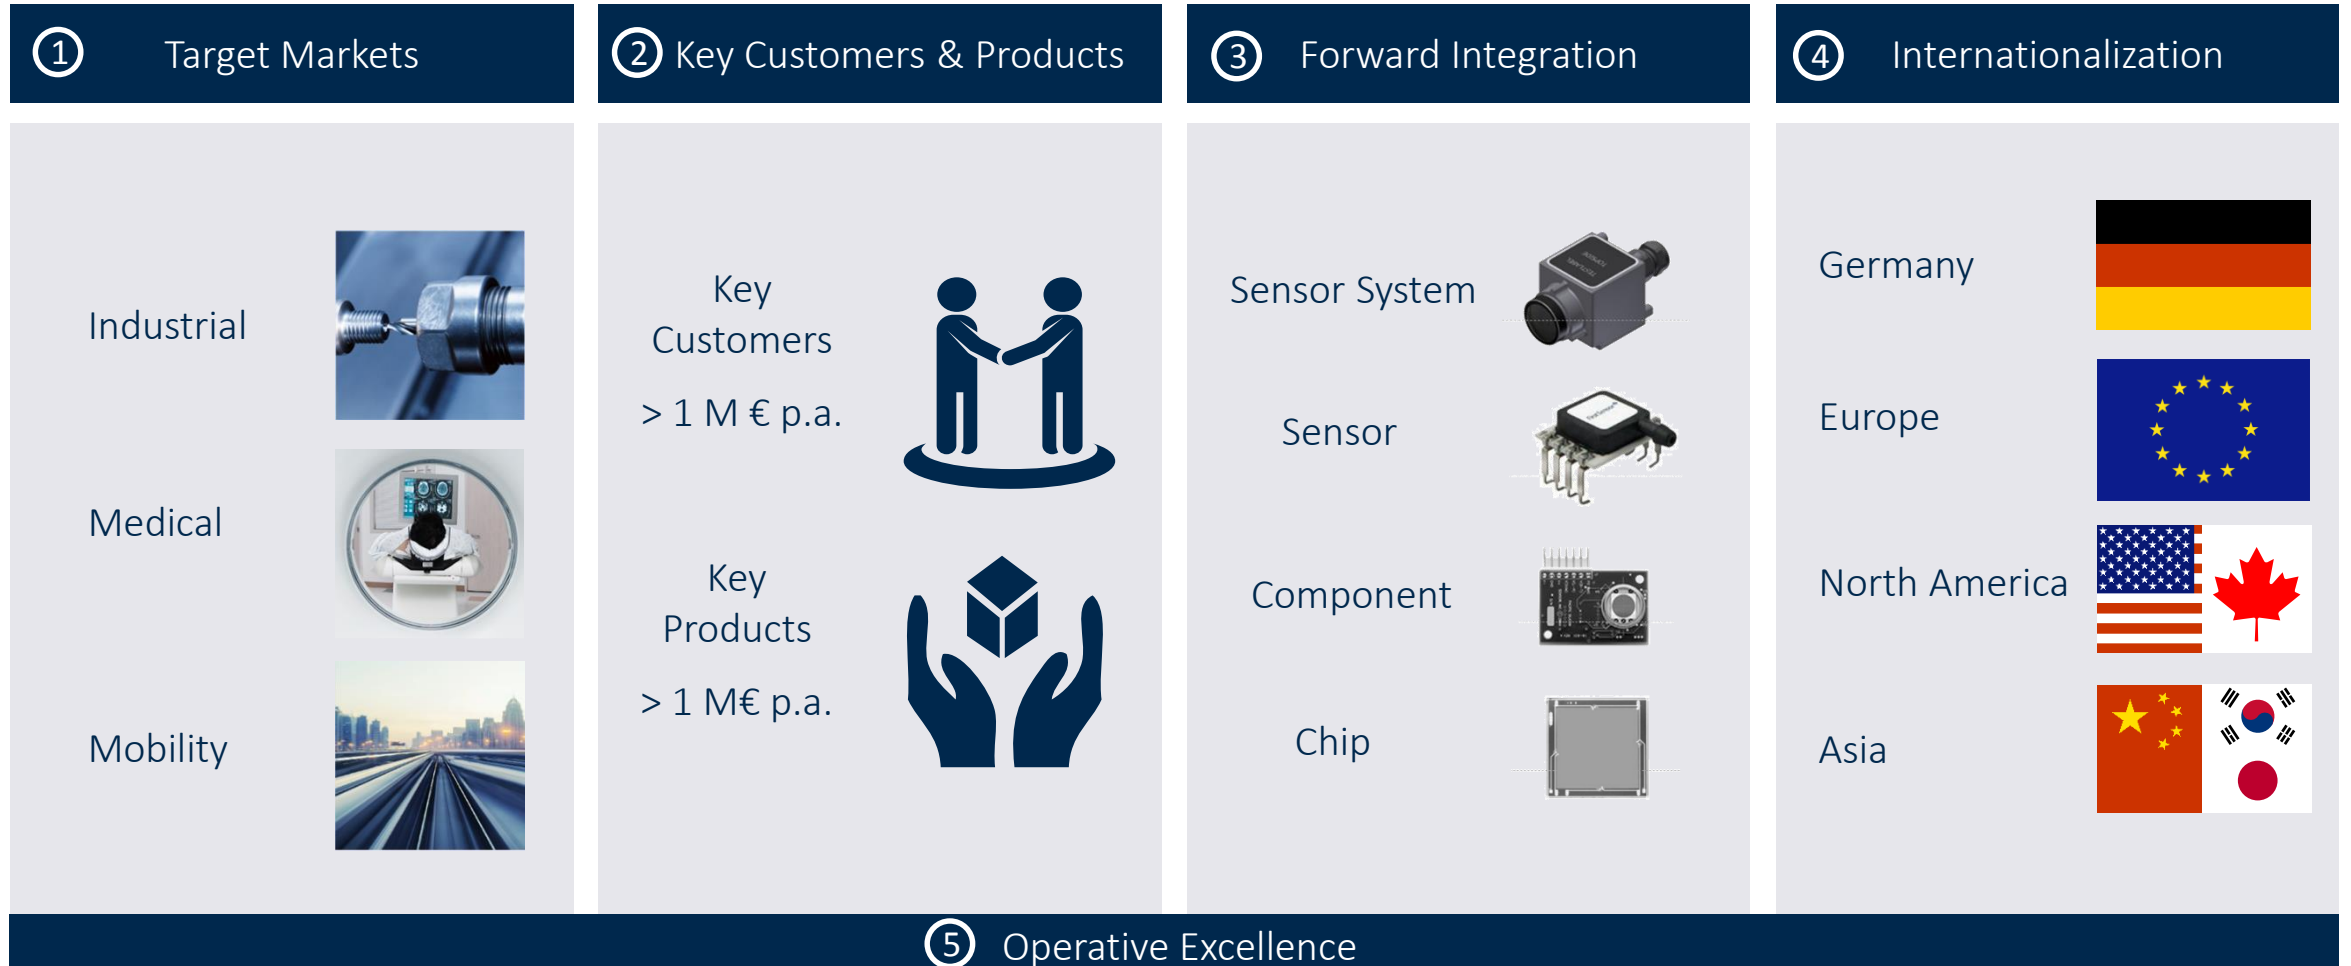 1 Target Markets
Industrial
Medical
Mobility
2 Key Customers & Products
Key
Customers
> 1 M € p.a.
Key
Products
> 1 M€ p.a.
3 Forward Integration
Sensor System
Sensor
Component
Chip
4 Internationalization
Germany
Europe
North America
Asia
5 Operative Excellence